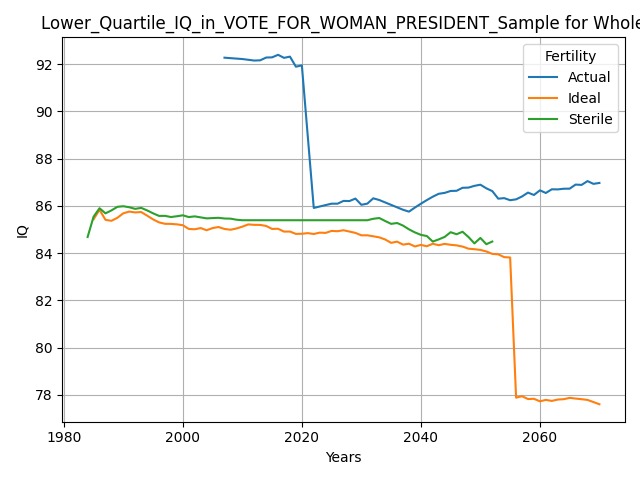 Lower_Quartile_IQ_in_VOTE_FOR_WOMAN_PRESIDENT_Sample for Whole
Fertility
Actual
Ideal
Sterile
IQ
92
90
88
86
84
82
80
78
1980
2000
2020
2040
2060
Years